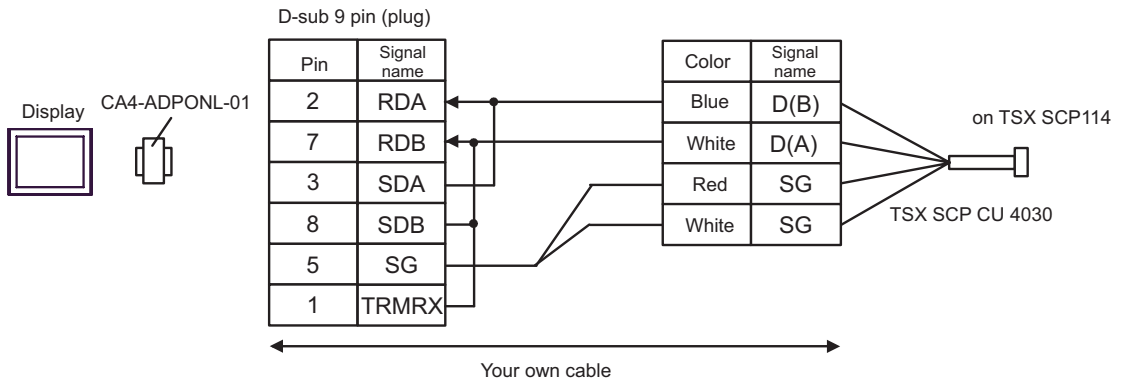 D-sub 9 pin (plug)
Display
CA4-ADPONL-01
Pin
Signal
name
2
RDA
7
RDB
3
SDA
8
SDB
5
SG
1
TRMRX
Color
Signal
name
Blue
D(B)
White
D(A)
Red
SG
White
SG
on TSX SCP114
TSX SCP CU 4030
Your own cable